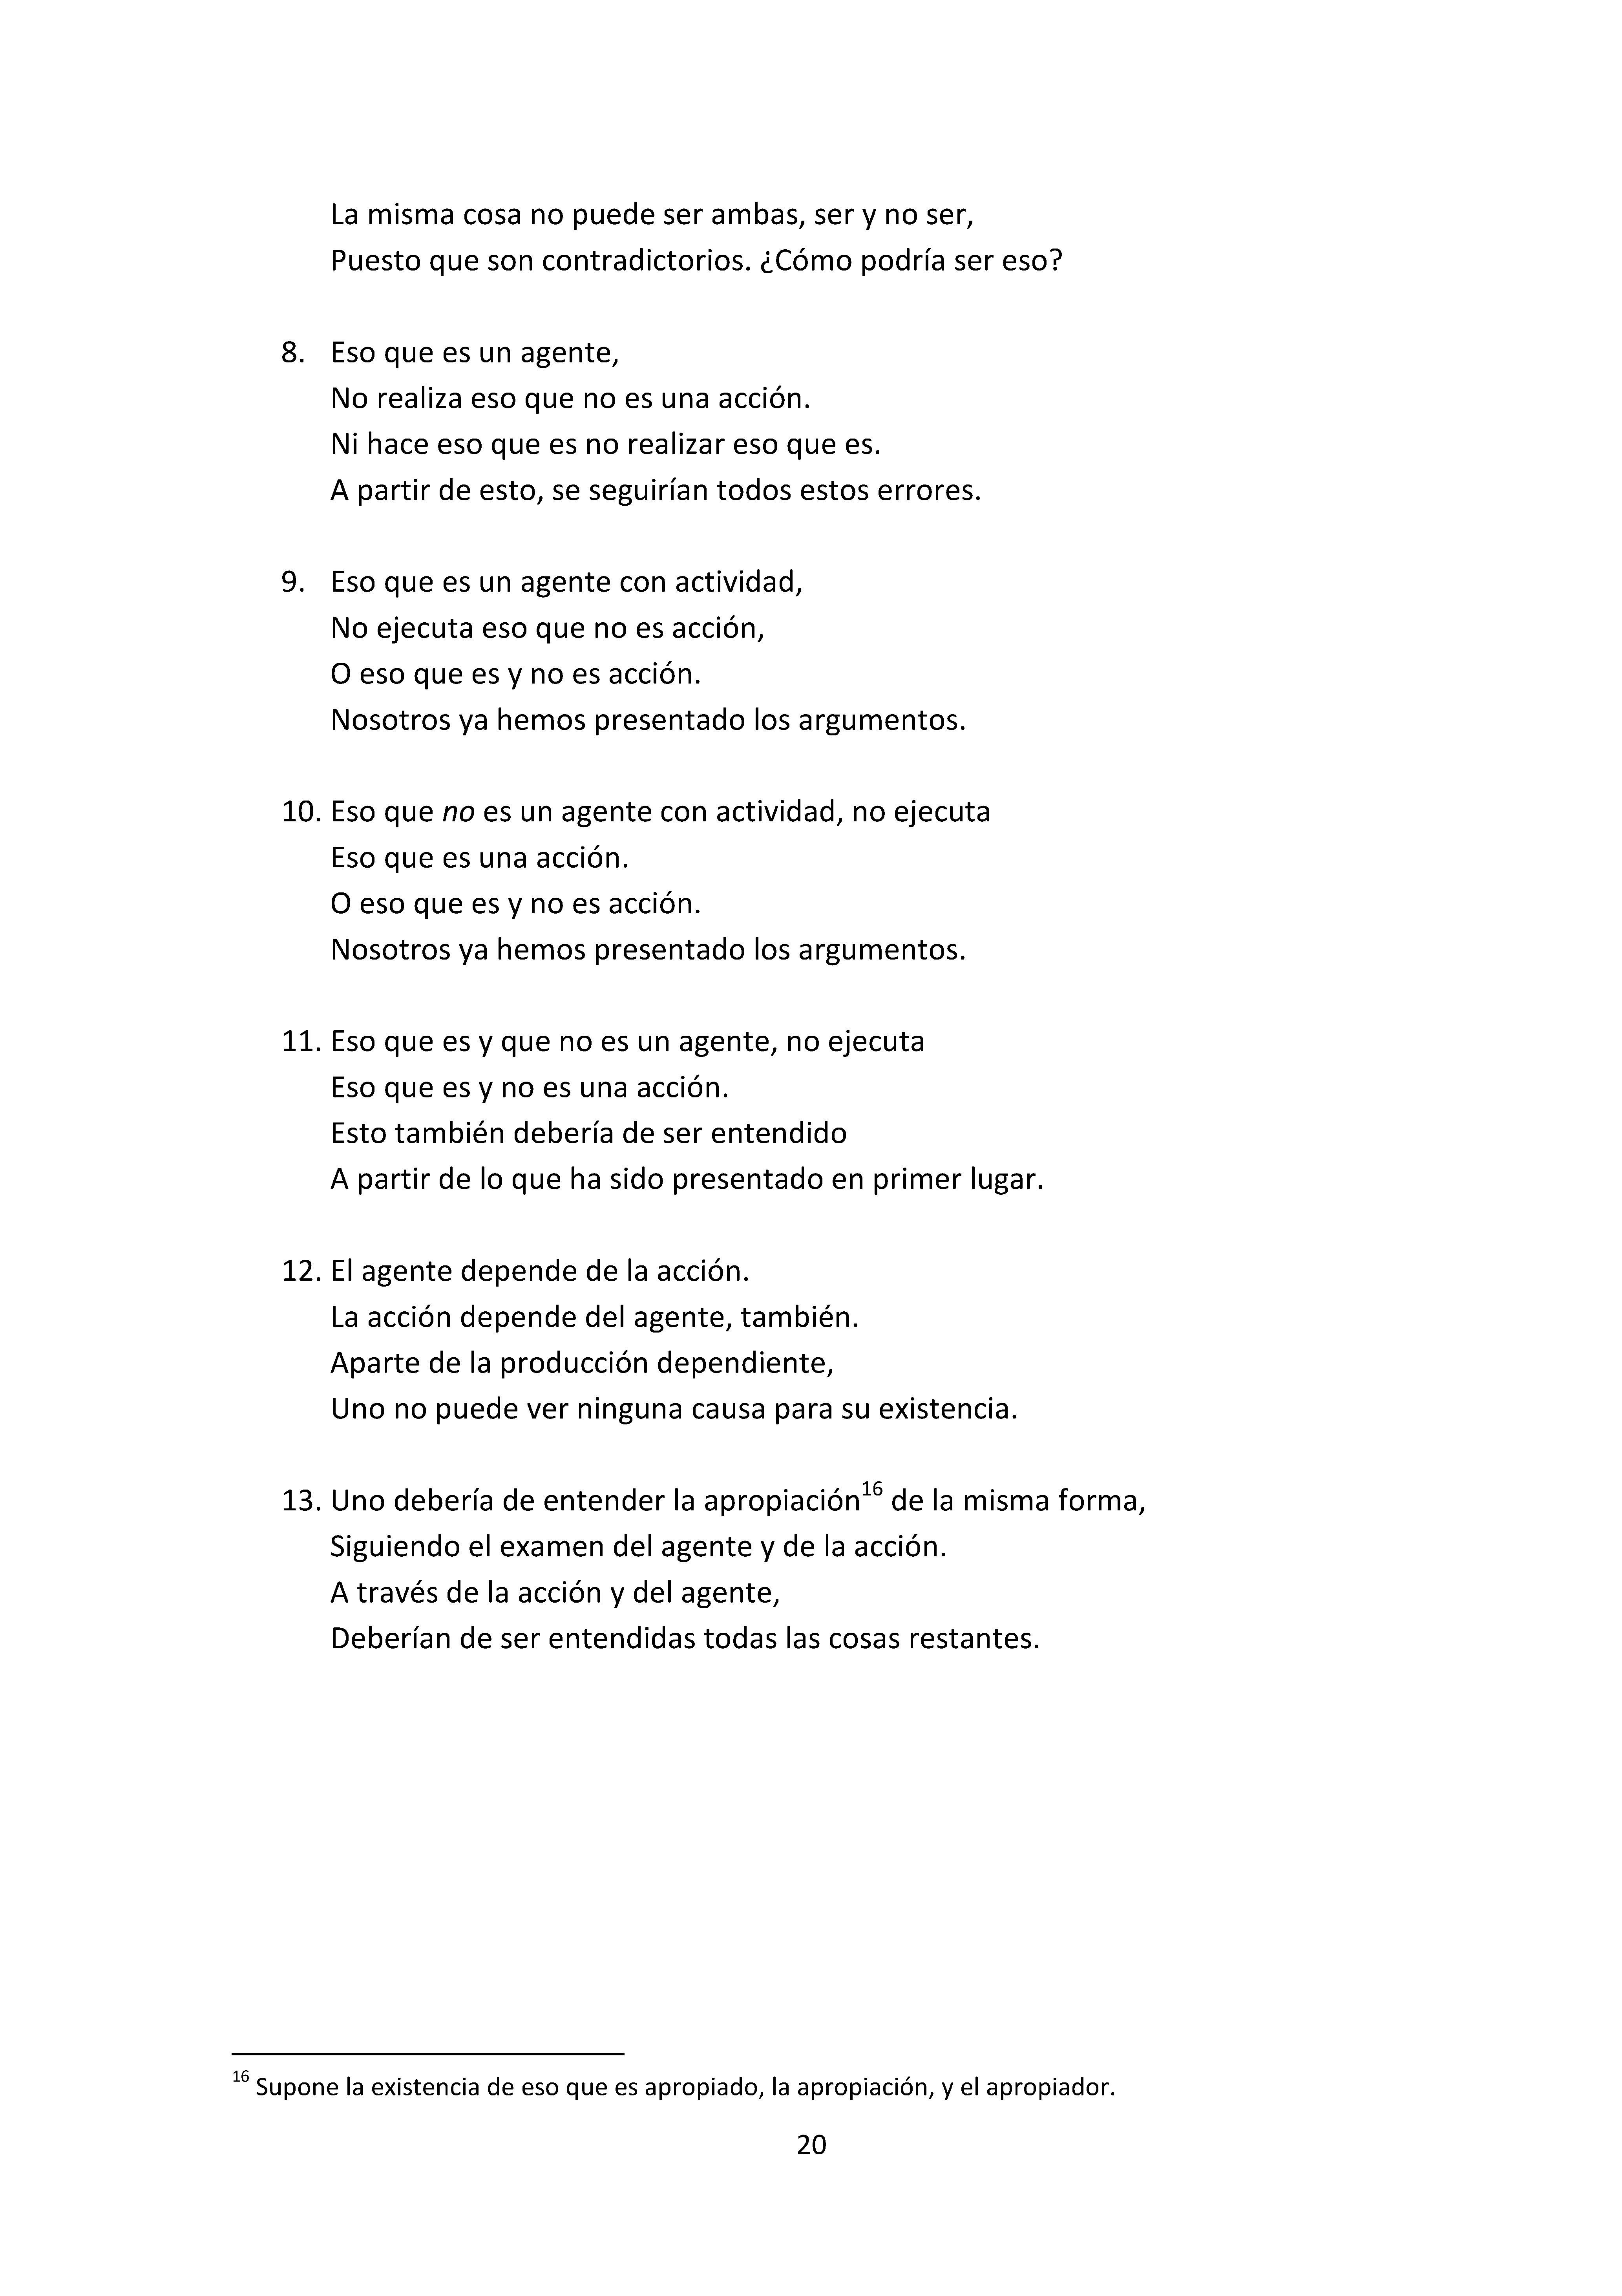 La misma cosa no puede ser ambas, ser y no ser,
Puesto que son contradictorios. ¿Cómo podría ser eso?
8. Eso que es un agente,
No realiza eso que no es una acción.
Ni hace eso que es no realizar eso que es.
A partir de esto, se seguirían todos estos errores.
9. Eso que es un agente con actividad,
No ejecuta eso que no es acción,
O eso que es y no es acción.
Nosotros ya hemos presentado los argumentos.
10. Eso que no es un agente con actividad, no ejecuta
Eso que es una acción.
O eso que es y no es acción.
Nosotros ya hemos presentado los argumentos.
11. Eso que es y que no es un agente, no ejecuta
Eso que es y no es una acción.
Esto también debería de ser entendido
A partir de lo que ha sido presentado en primer lugar.
12. El agente depende de la acción.
La acción depende del agente, también.
Aparte de la producción dependiente,
Uno no puede ver ninguna causa para su existencia.
13. Uno debería de entender la apropiación16 de la misma forma,
Siguiendo el examen del agente y de la acción.
A través de la acción y del agente,
Deberían de ser entendidas todas las cosas restantes.
16 Supone la existencia de eso que es apropiado, la apropiación, y el apropiador.
20